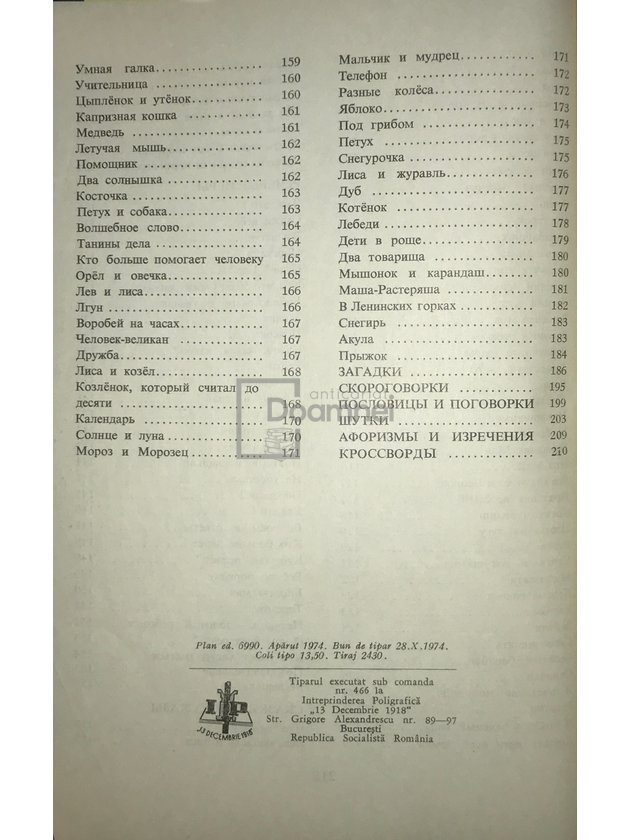 Умная галка 159
Учительница 160
Цыплёнок и утёнок 160
Капризная кошка 161
Медведь 161
Летучая мышь 162
Помощник 162
Два солнышка 162
Косточка 163
Петух и собака 163
Волшебное слово 164
Танины дела 164
Кто больше помогает человеку 165
Орёл и овечка 165
Лев и лиса 166
Лгун 166
Воробей на часах 167
Человек-великан 167
Дружба 167
Лиса и козёл 168
Козлёнок, который считал до
десяти 168
Календарь 170
Солнце и луна 170
Мороз и Морозец 171
Мальчик и мудрец 171
Телефон 172
Разные колёса 172
Яблоко 173
Под грибом 174
Петух 175
Снегурочка 175
Лиса и журавль 176
Дуб 177
Котёнок 177
Лебеди 178
Дети в роще 179
Два товарища 180
Мышонок и карандаш 180
Маша-Растеряша 181
В Ленинских горках 182
Снегирь 183
Акула 183
Прыжок 184
ЗАГАДКИ 186
СКОРОГОВОРКИ 195
ПОСЛОВИЦЫ И ПОГОВОРКИ 199
ШУТКИ 203
АФОРИЗМЫ И ИЗРЕЧЕНИЯ 209
КРОССВОРДЫ 210
anticariat
Doamnei
Plan ed. 6990. Apărut 1974. Bun de tipar 28.X.1974.
Coli tipo 13,50. Tiraj 2430.
Tiparul executat sub comanda
nr. 466 la
Intreprinderea Poligrafică
„13 Decembrie 1918"
Str. Grigore Alexandrescu nr. 89—97
Bucureşti
Republica Socialistă România
I P
„13 DECEMBRIE 1918"